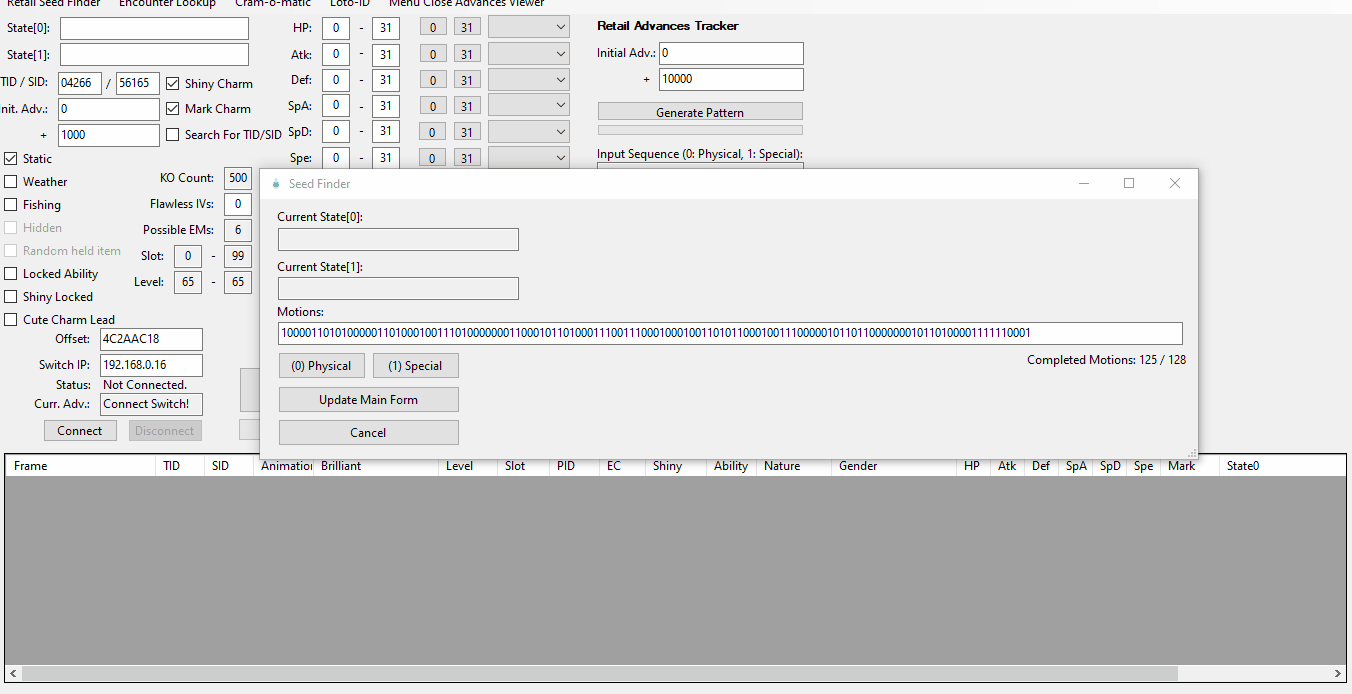 Retail Seed Finder Encounter Lookup Cram-o-matic Loto-ID Menu Close Advances Viewer
State[0]:
State[1]:
TID / SID: 04266 / 56165 Shiny Charm
Init. Adv.: 0 Mark Charm
+ 1000 Search For TID/SID
HP: 0 - 31 0 31
Atk: 0 - 31 0 31
Def: 0 - 31 0 31
SpA: 0 - 31 0 31
SpD: 0 - 31 0 31
Spe: 0 - 31 0 31
Retail Advances Tracker
Initial Adv.: 0
+ 10000
Generate Pattern
Input Sequence (0: Physical, 1: Special):
Static
Weather
Fishing
Hidden
Random held item
Locked Ability
Shiny Locked
Cute Charm Lead
KO Count: 500
Flawless IVs: 0
Possible EMs: 6
Slot: 0 - 99
Level: 65 - 65
Offset: 4C2AAC18
Switch IP: 192.168.0.16
Status: Not Connected.
Curr. Adv.: Connect Switch!
Connect Disconnect
Seed Finder
Current State[0]:
Current State[1]:
Motions:
Completed Motions: 125 / 128
(0) Physical (1) Special
Update Main Form
Cancel
Frame TID SID Animation Brilliant Level Slot PID EC Shiny Ability Nature Gender HP Atk Def SpA SpD Spe Mark State0